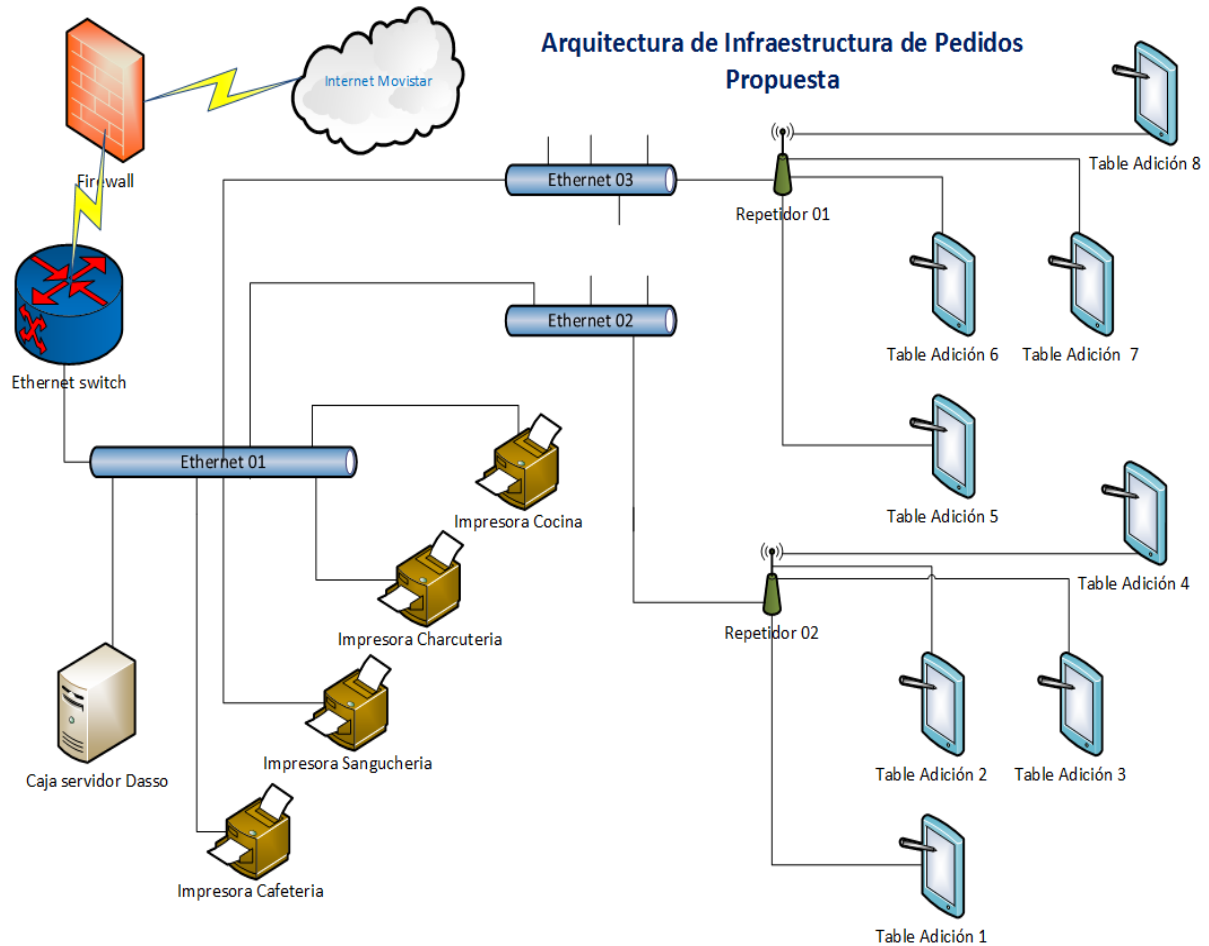 Arquitectura de Infraestructura de Pedidos
Propuesta
Internet Movistar
Firewall
Table Adición 8
Ethernet 03
Repetidor 01
Ethernet 02
Table Adición 6
Table Adición  7
Ethernet switch
Ethernet 01
Impresora Cocina
Table Adición 5
Table Adición 4
Impresora Charcuteria
Repetidor 02
Impresora Sangucheria
Caja servidor Dasso
Table Adición 2
Table Adición 3
Impresora Cafeteria
Table Adición 1